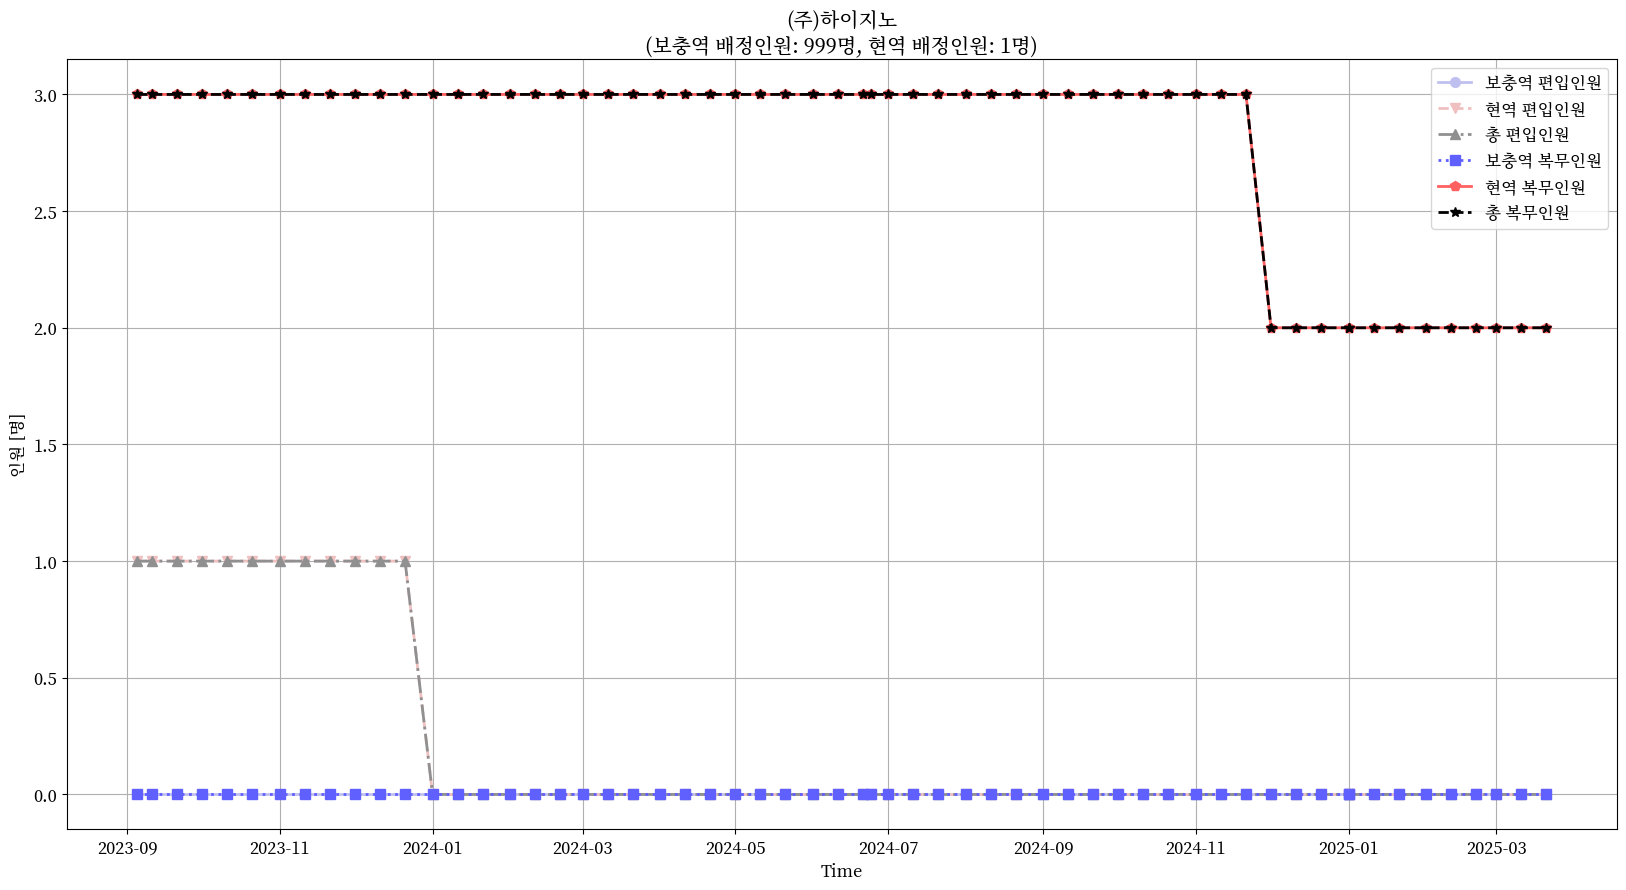 (주)하이지노
(보충역 배정인원: 999명, 현역 배정인원: 1명)
보충역 편입인원
현역 편입인원
총 편입인원
보충역 복무인원
현역 복무인원
총 복무인원
인원 [명]
3.0
2.5
2.0
1.5
1.0
0.5
0.0
2023-09
2023-11
2024-01
2024-03
2024-05
2024-07
2024-09
2024-11
2025-01
2025-03
Time